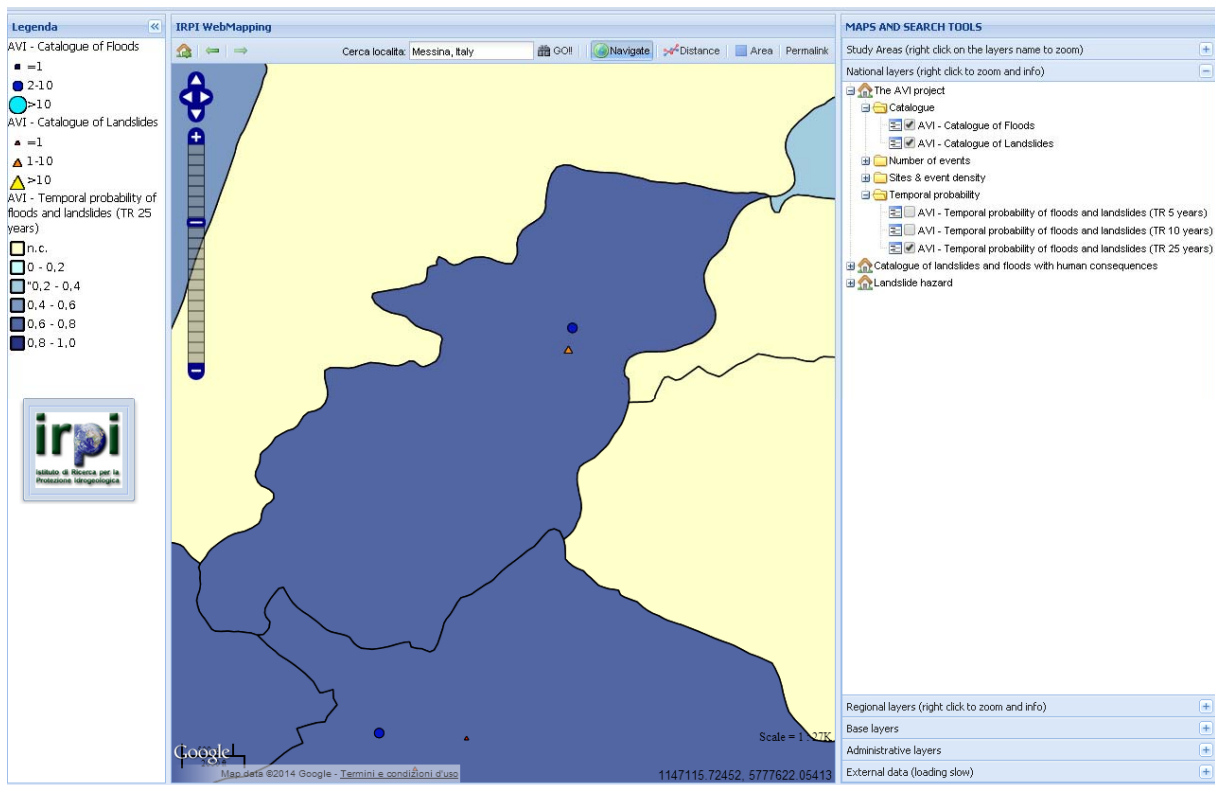 Legenda
AVI - Catalogue of Floods
=1
2-10
>10
AVI - Catalogue of Landslides
=1
1-10
>10
AVI - Temporal probability of
floods and landslides (TR 25
years)
n.c.
0 - 0,2
"0,2 - 0,4
0,4 - 0,6
0,6 - 0,8
0,8 - 1,0
irpi
Istituto di Ricerca per la
Protezione Idrogeologica
IRPI WebMapping
Cerca localita: Messina, Italy GO!! Navigate Distance Area Permalink
Scale = 1 : 27K
Google
Map data ©2014 Google - Termini e condizioni d'uso
1147115.72452, 5777622.05413
MAPS AND SEARCH TOOLS
Study Areas (right click on the layers name to zoom)
National layers (right click to zoom and info)
The AVI project
Catalogue
AVI - Catalogue of Floods
AVI - Catalogue of Landslides
Number of events
Sites & event density
Temporal probability
AVI - Temporal probability of floods and landslides (TR 5 years)
AVI - Temporal probability of floods and landslides (TR 10 years)
AVI - Temporal probability of floods and landslides (TR 25 years)
Catalogue of landslides and floods with human consequences
Landslide hazard
Regional layers (right click to zoom and info)
Base layers
Administrative layers
External data (loading slow)